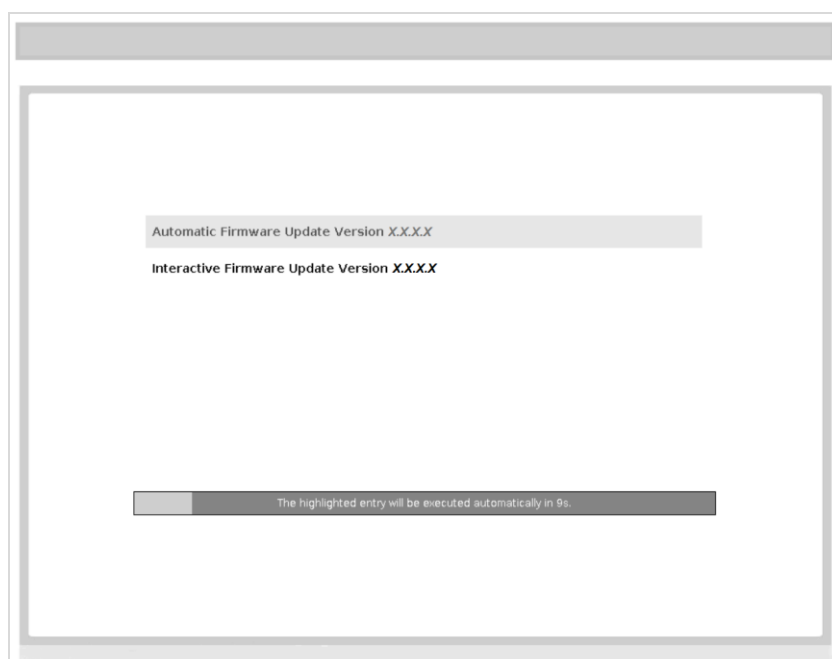 Automatic Firmware Update Version X.X.X.X
Interactive Firmware Update Version X.X.X.X
The highlighted entry will be executed automatically in 9s.